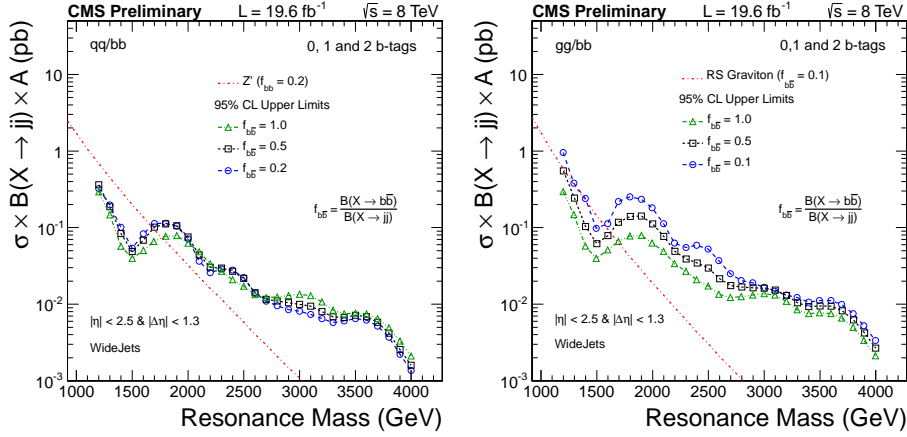 CMS Preliminary L = 19.6 fb⁻¹ √s = 8 TeV
qq/bb 0, 1 and 2 b-tags
Z' (f_bb̄ = 0.2)
95% CL Upper Limits
f_bb̄ = 1.0
f_bb̄ = 0.5
f_bb̄ = 0.2
f_bb̄ = B(X → bb̄) / B(X → jj)
|η| < 2.5 & |Δη| < 1.3
WideJets
σ × B(X → jj) × A (pb)
10
1
10⁻¹
10⁻²
10⁻³
1000 1500 2000 2500 3000 3500 4000
Resonance Mass (GeV)
CMS Preliminary L = 19.6 fb⁻¹ √s = 8 TeV
gg/bb 0, 1 and 2 b-tags
RS Graviton (f_bb̄ = 0.1)
95% CL Upper Limits
f_bb̄ = 1.0
f_bb̄ = 0.5
f_bb̄ = 0.1
f_bb̄ = B(X → bb̄) / B(X → jj)
|η| < 2.5 & |Δη| < 1.3
WideJets
σ × B(X → jj) × A (pb)
10
1
10⁻¹
10⁻²
10⁻³
1000 1500 2000 2500 3000 3500 4000
Resonance Mass (GeV)